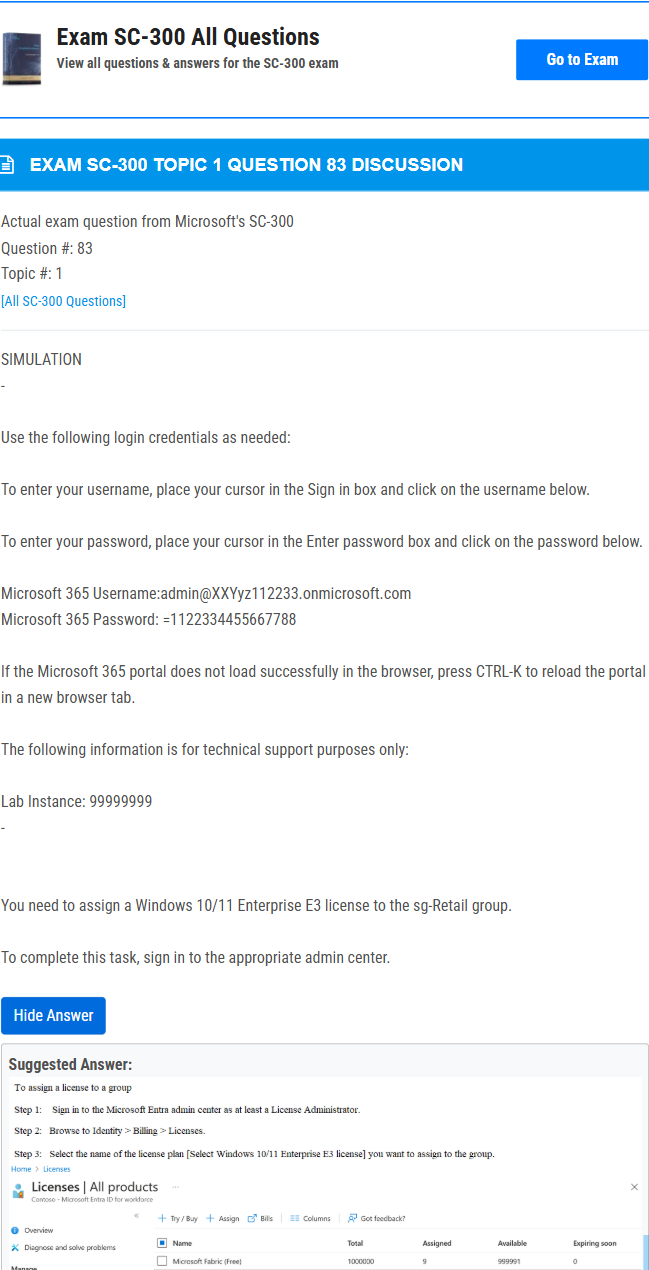 Exam SC-300 All Questions
View all questions & answers for the SC-300 exam
Go to Exam
EXAM SC-300 TOPIC 1 QUESTION 83 DISCUSSION
Actual exam question from Microsoft's SC-300
Question #: 83
Topic #: 1
[All SC-300 Questions]
SIMULATION
-
Use the following login credentials as needed:
To enter your username, place your cursor in the Sign in box and click on the username below.
To enter your password, place your cursor in the Enter password box and click on the password below.
Microsoft 365 Username:admin@XXYyz112233.onmicrosoft.com
Microsoft 365 Password: =1122334455667788
If the Microsoft 365 portal does not load successfully in the browser, press CTRL-K to reload the portal
in a new browser tab.
The following information is for technical support purposes only:
Lab Instance: 99999999
-
You need to assign a Windows 10/11 Enterprise E3 license to the sg-Retail group.
To complete this task, sign in to the appropriate admin center.
Hide Answer
Suggested Answer:
To assign a license to a group
Step 1: Sign in to the Microsoft Entra admin center as at least a License Administrator.
Step 2: Browse to Identity > Billing > Licenses.
Step 3: Select the name of the license plan [Select Windows 10/11 Enterprise E3 license] you want to assign to the group.
Home > Licenses
Licenses | All products ...
Contoso - Microsoft Entra ID for workforce
« + Try / Buy + Assign Bills Columns Got feedback?
Overview
Diagnose and solve problems
Manage
Name Total Assigned Available Expiring soon
Microsoft Fabric (Free) 1000000 9 999991 0